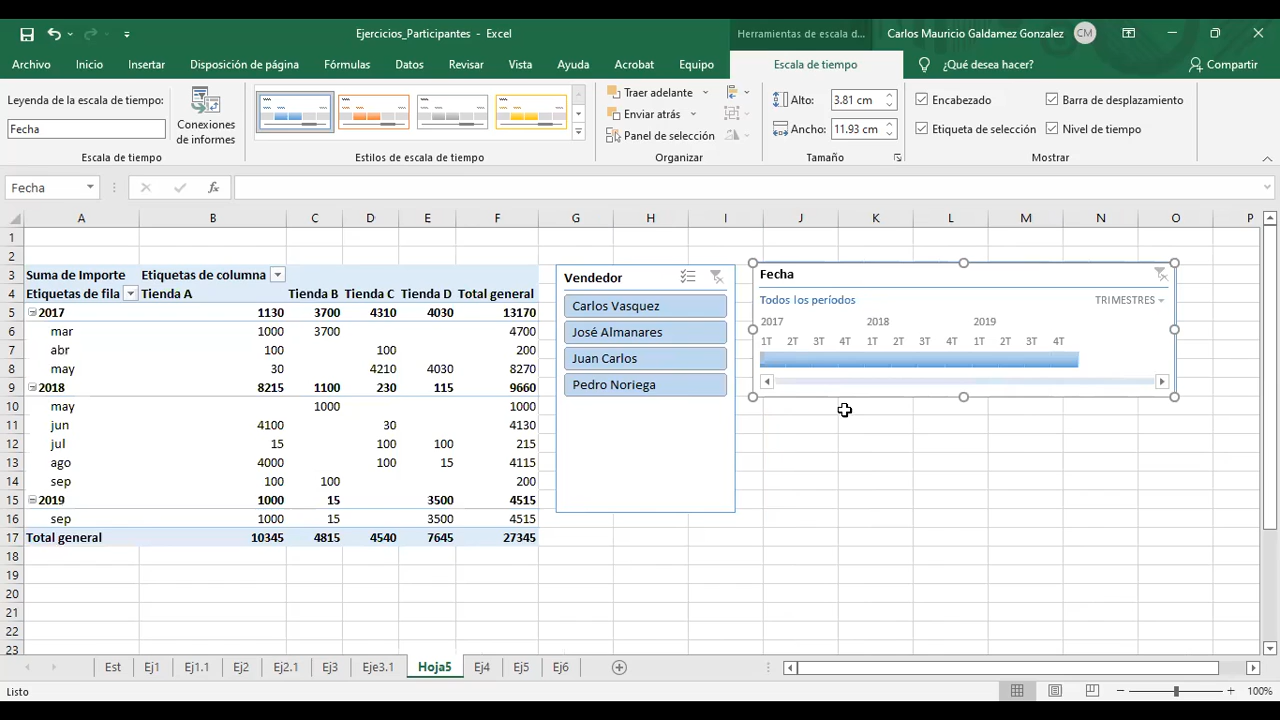 Ejercicios_Participantes - Excel
Herramientas de escala d...
Carlos Mauricio Galdamez Gonzalez
CM
Archivo Inicio Insertar Disposición de página Fórmulas Datos Revisar Vista Ayuda Acrobat Equipo Escala de tiempo ¿Qué desea hacer? Compartir
Leyenda de la escala de tiempo:
Fecha
Conexiones de informes
Escala de tiempo
Estilos de escala de tiempo
Traer adelante
Enviar atrás
Panel de selección
Organizar
Alto: 3.81 cm
Ancho: 11.93 cm
Tamaño
Encabezado Barra de desplazamiento
Etiqueta de selección Nivel de tiempo
Mostrar
Fecha fx
A B C D E F G H I J K L M N O P
1
2
3 Suma de Importe Etiquetas de columna
4 Etiquetas de fila Tienda A Tienda B Tienda C Tienda D Total general
5 2017 1130 3700 4310 4030 13170
6 mar 1000 3700 4700
7 abr 100 100 200
8 may 30 4210 4030 8270
9 2018 8215 1100 230 115 9660
10 may 1000 1000
11 jun 4100 30 4130
12 jul 15 100 100 215
13 ago 4000 100 15 4115
14 sep 100 100 200
15 2019 1000 15 3500 4515
16 sep 1000 15 3500 4515
17 Total general 10345 4815 4540 7645 27345
18
19
20
21
22
23
Vendedor
Carlos Vasquez
José Almanares
Juan Carlos
Pedro Noriega
Fecha
Todos los períodos TRIMESTRES
2017 2018 2019
1T 2T 3T 4T 1T 2T 3T 4T 1T 2T 3T 4T
Est Ej1 Ej1.1 Ej2 Ej2.1 Ej3 Eje3.1 Hoja5 Ej4 Ej5 Ej6
Listo
100%